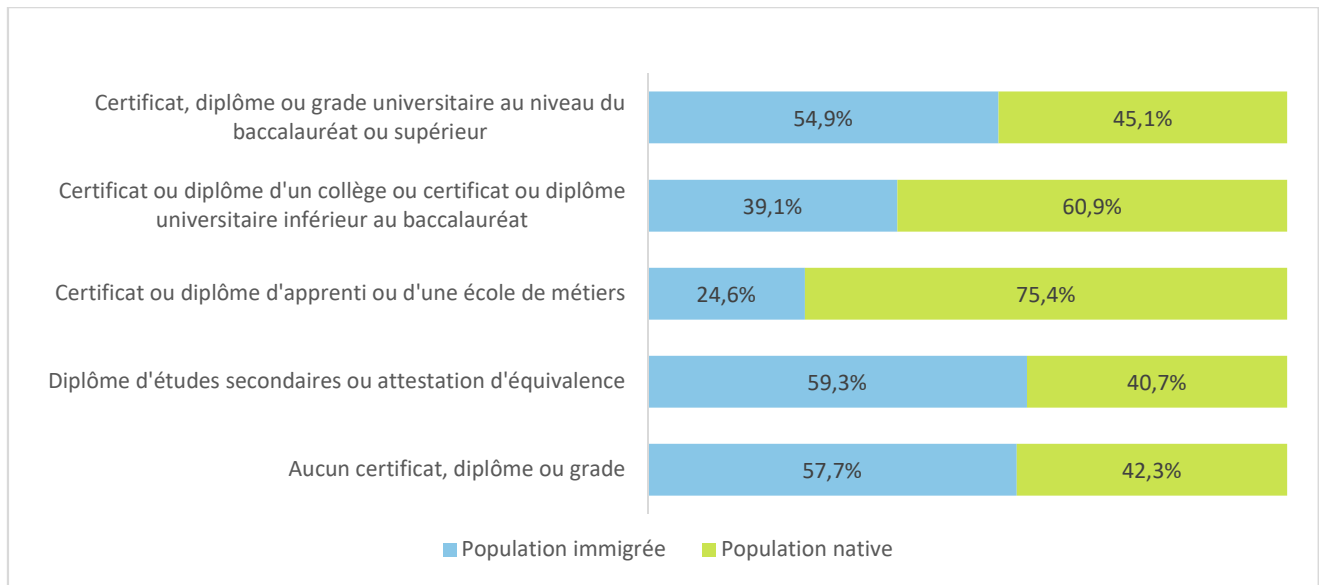 Certificat, diplôme ou grade universitaire au niveau du
baccalauréat ou supérieur
54,9%
45,1%
Certificat ou diplôme d'un collège ou certificat ou diplôme
universitaire inférieur au baccalauréat
39,1%
60,9%
Certificat ou diplôme d'apprenti ou d'une école de métiers
24,6%
75,4%
Diplôme d'études secondaires ou attestation d'équivalence
59,3%
40,7%
Aucun certificat, diplôme ou grade
57,7%
42,3%
Population immigrée
Population native